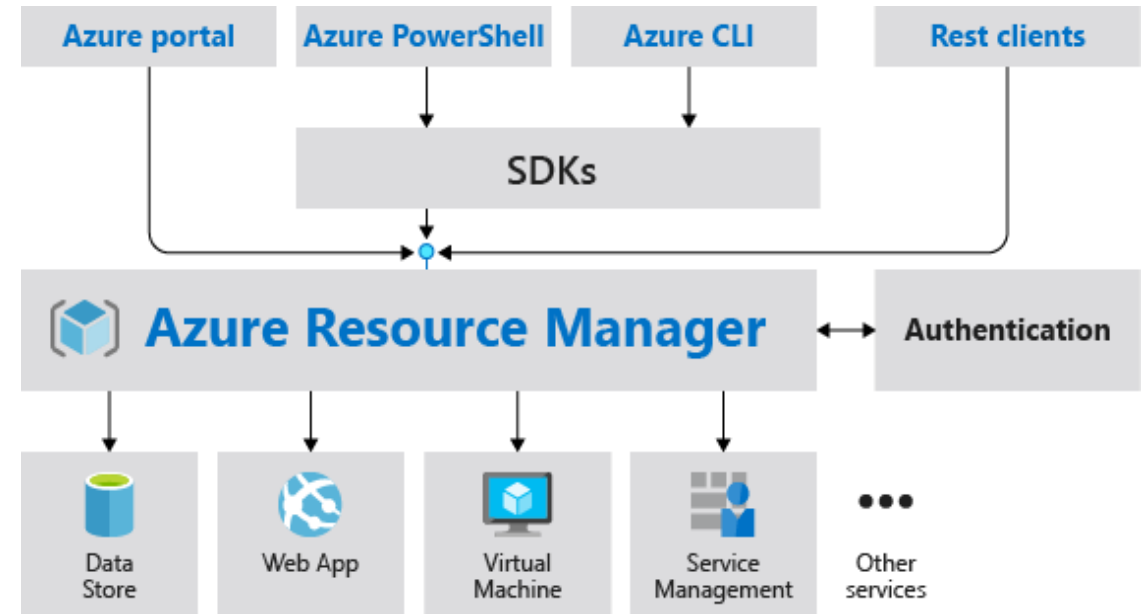 Azure portal
Azure PowerShell
Azure CLI
Rest clients
SDKs
Azure Resource Manager
Authentication
Data
Store
Web App
Virtual
Machine
Service
Management
Other
services